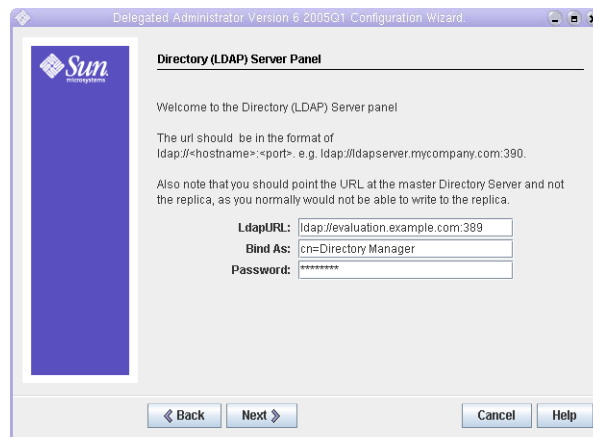 Delegated Administrator Version 6 2005Q1 Configuration Wizard.
Sun
microsystems
Directory (LDAP) Server Panel
Welcome to the Directory (LDAP) Server panel
The url should be in the format of
ldap://<hostname>:<port>. e.g. ldap://ldapserver.mycompany.com:390.
Also note that you should point the URL at the master Directory Server and not
the replica, as you normally would not be able to write to the replica.
LdapURL: ldap://evaluation.example.com:389
Bind As: cn=Directory Manager
Password: ********
Back Next Cancel Help